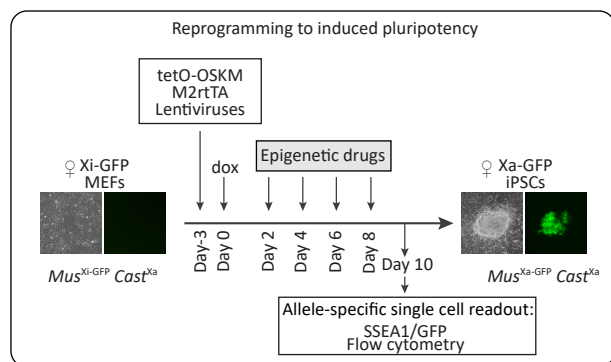 Reprogramming to induced pluripotency
tetO-OSKM
M2rtTA
Lentiviruses
♀ Xi-GFP
MEFs
dox
Epigenetic drugs
♀ Xa-GFP
iPSCs
Day-3
Day 0
Day 2
Day 4
Day 6
Day 8
Day 10
Mus^Xi-GFP Cast^Xa
Mus^Xa-GFP Cast^Xa
Allele-specific single cell readout:
SSEA1/GFP
Flow cytometry